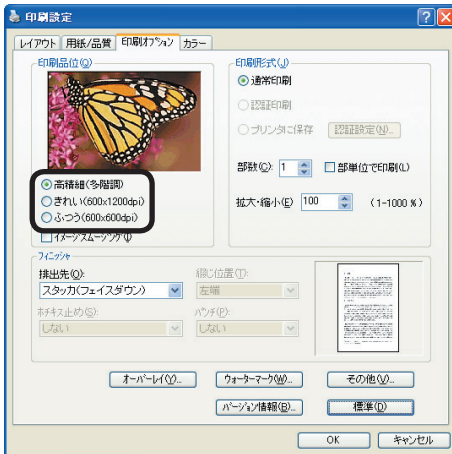 印刷設定
レイアウト 用紙/品質 印刷オプション カラー
印刷品位(Q)
高精細(多階調)
きれい(600x1200dpi)
ふつう(600x600dpi)
イメージスムージング(I)
印刷形式(J)
通常印刷
認証印刷
プリンタに保存 認証設定(N)...
部数(C): 1 部単位で印刷(L)
拡大・縮小(E) 100 (1-1000 %)
フィニッシャ
排出先(O): 綴じ位置(T):
スタッカ(フェイスダウン) 左端
ホチキス止め(S): パンチ(P):
しない しない
オーバーレイ(Y)... ウォーターマーク(W)... その他(V)...
バージョン情報(B)... 標準(D)
OK キャンセル